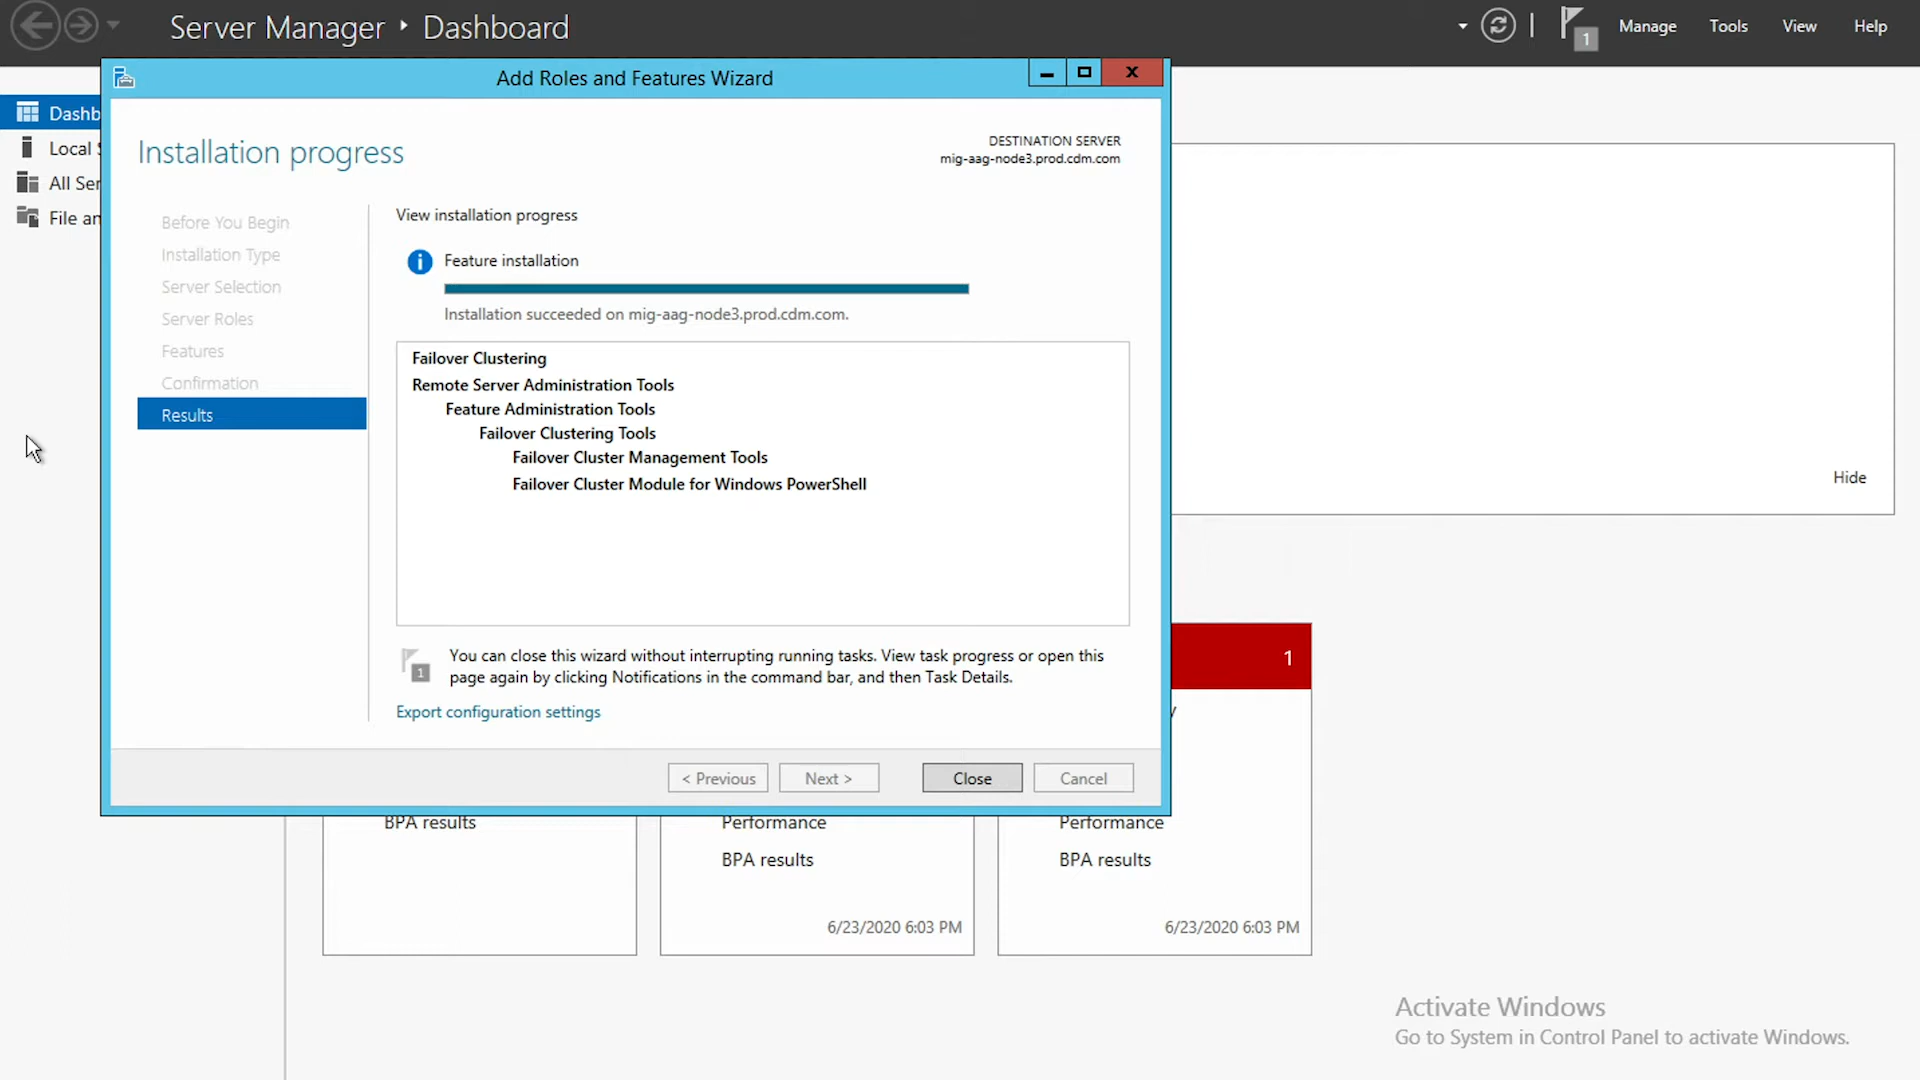 Server Manager ‣ Dashboard
1
Manage
Tools
View
Help
Add Roles and Features Wizard
Dashb
Local
All Ser
File an
Installation progress
DESTINATION SERVER
mig-aag-node3.prod.cdm.com
Before You Begin
Installation Type
Server Selection
Server Roles
Features
Confirmation
Results
View installation progress
Feature installation
Installation succeeded on mig-aag-node3.prod.cdm.com.
Failover Clustering
Remote Server Administration Tools
Feature Administration Tools
Failover Clustering Tools
Failover Cluster Management Tools
Failover Cluster Module for Windows PowerShell
You can close this wizard without interrupting running tasks. View task progress or open this
page again by clicking Notifications in the command bar, and then Task Details.
1
Export configuration settings
< Previous
Next >
Close
Cancel
Hide
1
BPA results
Performance
BPA results
6/23/2020 6:03 PM
Performance
BPA results
6/23/2020 6:03 PM
Activate Windows
Go to System in Control Panel to activate Windows.